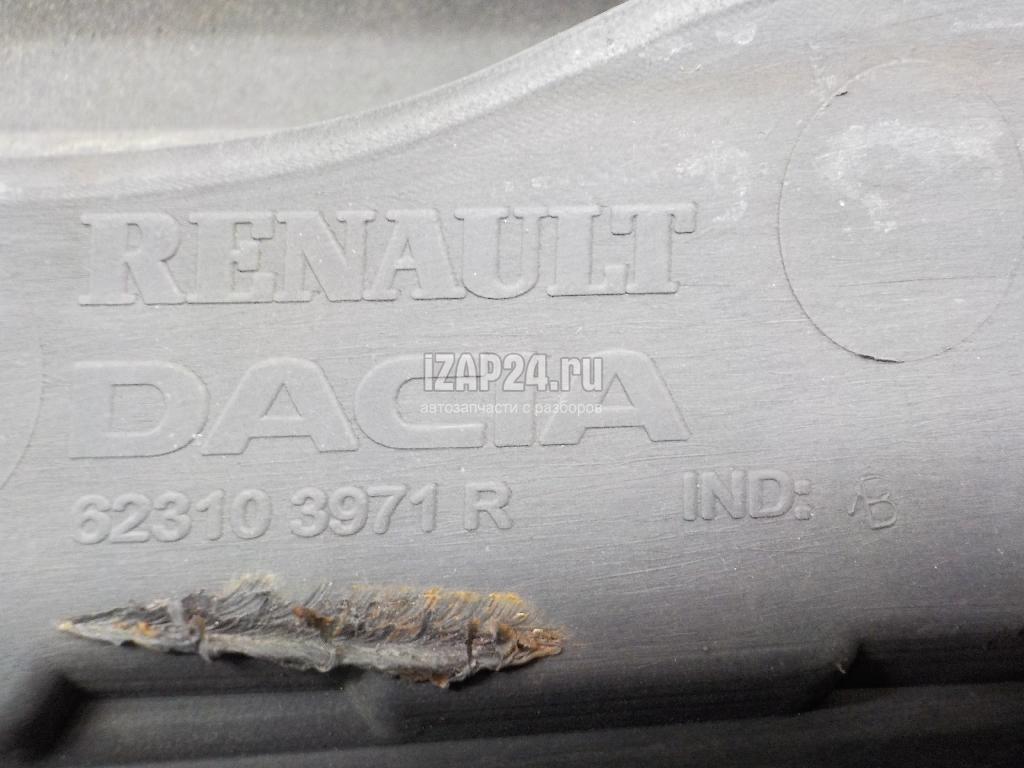 RENAULT
DACIA
iZAP24.ru
автозапчасти с разборов
62310 3971 R IND: B